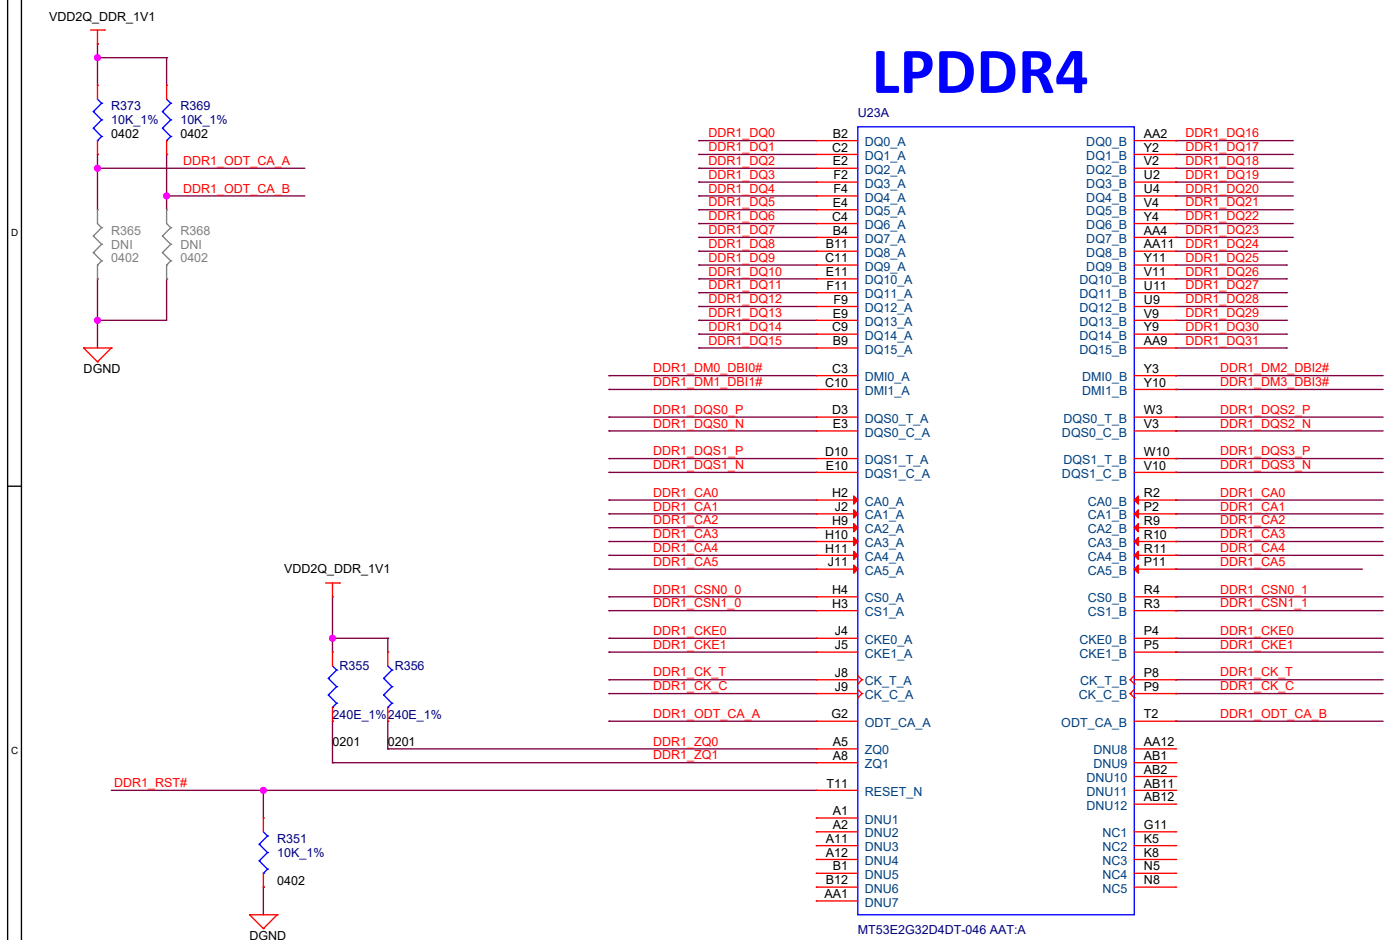 VDD2Q_DDR_1V1
R373
10K_1%
0402
R369
10K_1%
0402
DDR1_ODT_CA_A
DDR1_ODT_CA_B
R365
DNI
0402
R368
DNI
0402
DGND
D
C
LPDDR4
U23A
DDR1_DQ0 B2 DQ0_A DQ0_B AA2 DDR1_DQ16
DDR1_DQ1 C2 DQ1_A DQ1_B Y2 DDR1_DQ17
DDR1_DQ2 E2 DQ2_A DQ2_B V2 DDR1_DQ18
DDR1_DQ3 F2 DQ3_A DQ3_B U2 DDR1_DQ19
DDR1_DQ4 F4 DQ4_A DQ4_B U4 DDR1_DQ20
DDR1_DQ5 E4 DQ5_A DQ5_B V4 DDR1_DQ21
DDR1_DQ6 C4 DQ6_A DQ6_B Y4 DDR1_DQ22
DDR1_DQ7 B4 DQ7_A DQ7_B AA4 DDR1_DQ23
DDR1_DQ8 B11 DQ8_A DQ8_B AA11 DDR1_DQ24
DDR1_DQ9 C11 DQ9_A DQ9_B Y11 DDR1_DQ25
DDR1_DQ10 E11 DQ10_A DQ10_B V11 DDR1_DQ26
DDR1_DQ11 F11 DQ11_A DQ11_B U11 DDR1_DQ27
DDR1_DQ12 F9 DQ12_A DQ12_B U9 DDR1_DQ28
DDR1_DQ13 E9 DQ13_A DQ13_B V9 DDR1_DQ29
DDR1_DQ14 C9 DQ14_A DQ14_B Y9 DDR1_DQ30
DDR1_DQ15 B9 DQ15_A DQ15_B AA9 DDR1_DQ31
DDR1_DM0_DBI0# C3 DMI0_A DMI0_B Y3 DDR1_DM2_DBI2#
DDR1_DM1_DBI1# C10 DMI1_A DMI1_B Y10 DDR1_DM3_DBI3#
DDR1_DQS0_P D3 DQS0_T_A DQS0_T_B W3 DDR1_DQS2_P
DDR1_DQS0_N E3 DQS0_C_A DQS0_C_B V3 DDR1_DQS2_N
DDR1_DQS1_P D10 DQS1_T_A DQS1_T_B W10 DDR1_DQS3_P
DDR1_DQS1_N E10 DQS1_C_A DQS1_C_B V10 DDR1_DQS3_N
DDR1_CA0 H2 CA0_A CA0_B R2 DDR1_CA0
DDR1_CA1 J2 CA1_A CA1_B P2 DDR1_CA1
DDR1_CA2 H9 CA2_A CA2_B R9 DDR1_CA2
DDR1_CA3 H10 CA3_A CA3_B R10 DDR1_CA3
DDR1_CA4 H11 CA4_A CA4_B R11 DDR1_CA4
DDR1_CA5 J11 CA5_A CA5_B P11 DDR1_CA5
DDR1_CSN0_0 H4 CS0_A CS0_B R4 DDR1_CSN0_1
DDR1_CSN1_0 H3 CS1_A CS1_B R3 DDR1_CSN1_1
DDR1_CKE0 J4 CKE0_A CKE0_B P4 DDR1_CKE0
DDR1_CKE1 J5 CKE1_A CKE1_B P5 DDR1_CKE1
DDR1_CK_T J8 CK_T_A CK_T_B P8 DDR1_CK_T
DDR1_CK_C J9 CK_C_A CK_C_B P9 DDR1_CK_C
DDR1_ODT_CA_A G2 ODT_CA_A ODT_CA_B T2 DDR1_ODT_CA_B
DDR1_ZQ0 A5 ZQ0 DNU8 AA12
DDR1_ZQ1 A8 ZQ1 DNU9 AB1
DNU10 AB2
T11 RESET_N DNU11 AB11
DNU12 AB12
A1 DNU1
A2 DNU2 NC1 G11
A11 DNU3 NC2 K5
A12 DNU4 NC3 K8
B1 DNU5 NC4 N5
B12 DNU6 NC5 N8
AA1 DNU7
MT53E2G32D4DT-046 AAT:A
VDD2Q_DDR_1V1
R355
240E_1%
0201
R356
240E_1%
0201
DDR1_RST#
R351
10K_1%
0402
DGND